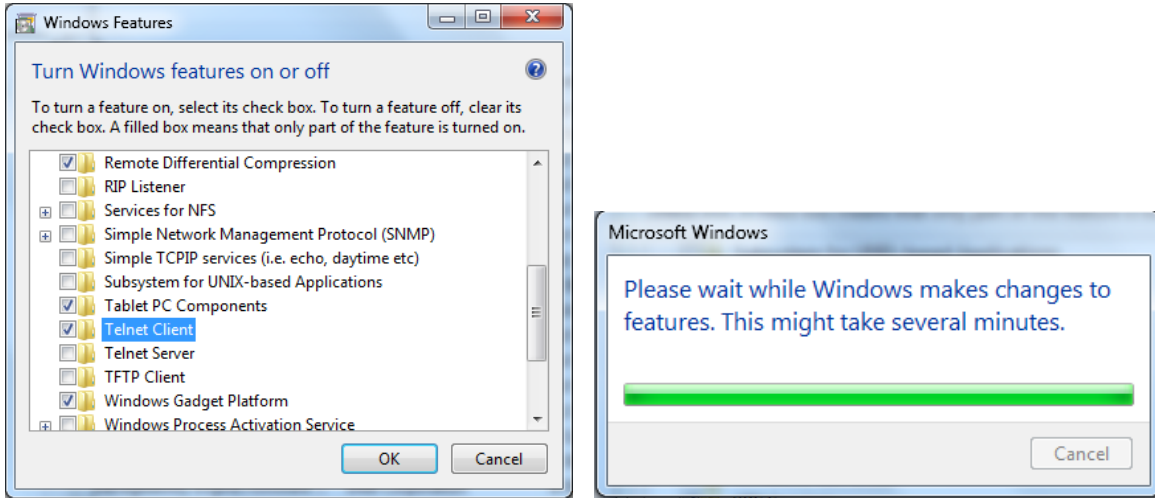 Windows Features
Turn Windows features on or off
To turn a feature on, select its check box. To turn a feature off, clear its
check box. A filled box means that only part of the feature is turned on.
Remote Differential Compression
RIP Listener
Services for NFS
Simple Network Management Protocol (SNMP)
Simple TCPIP services (i.e. echo, daytime etc)
Subsystem for UNIX-based Applications
Tablet PC Components
Telnet Client
Telnet Server
TFTP Client
Windows Gadget Platform
Windows Process Activation Service
OK Cancel
Microsoft Windows
Please wait while Windows makes changes to
features. This might take several minutes.
Cancel